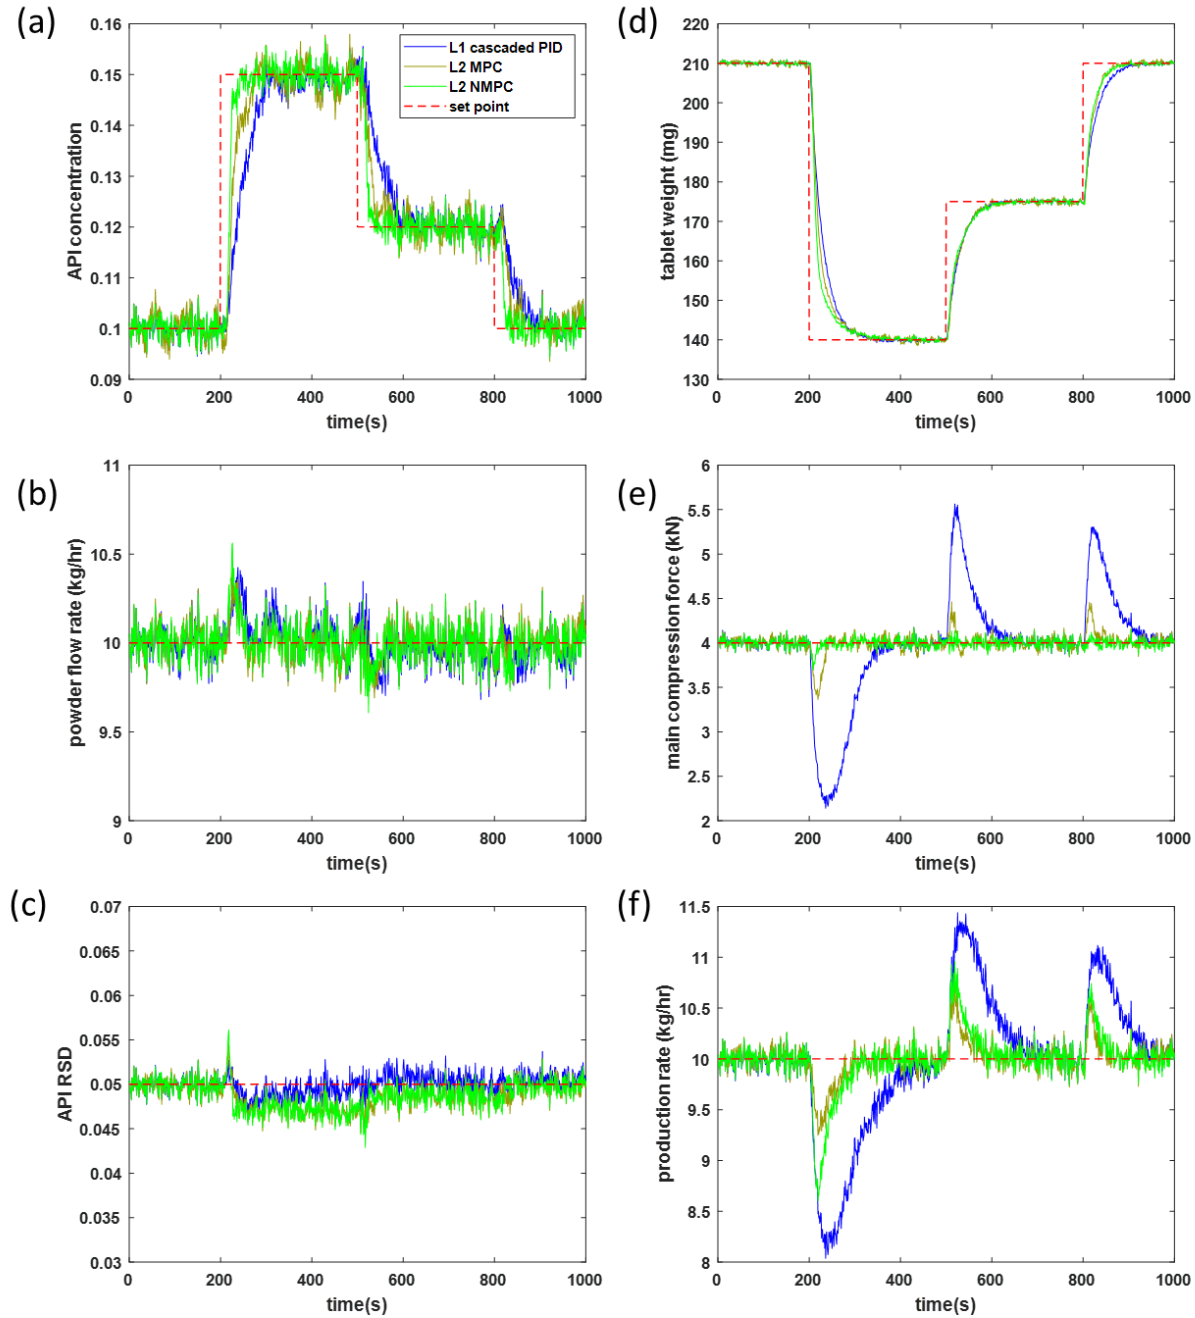 (a)
0.16
0.15
0.14
0.13
0.12
0.11
0.1
0.09
API concentration
L1 cascaded PID
L2 MPC
L2 NMPC
set point
0 200 400 600 800 1000
time(s)
(d)
220
210
200
190
180
170
160
150
140
130
tablet weight (mg)
0 200 400 600 800 1000
time(s)
(b)
11
10.5
10
9.5
9
powder flow rate (kg/hr)
0 200 400 600 800 1000
time(s)
(e)
6
5.5
5
4.5
4
3.5
3
2.5
2
main compression force (kN)
0 200 400 600 800 1000
time(s)
(c)
0.07
0.065
0.06
0.055
0.05
0.045
0.04
0.035
0.03
API RSD
0 200 400 600 800 1000
time(s)
(f)
11.5
11
10.5
10
9.5
9
8.5
8
production rate (kg/hr)
0 200 400 600 800 1000
time(s)